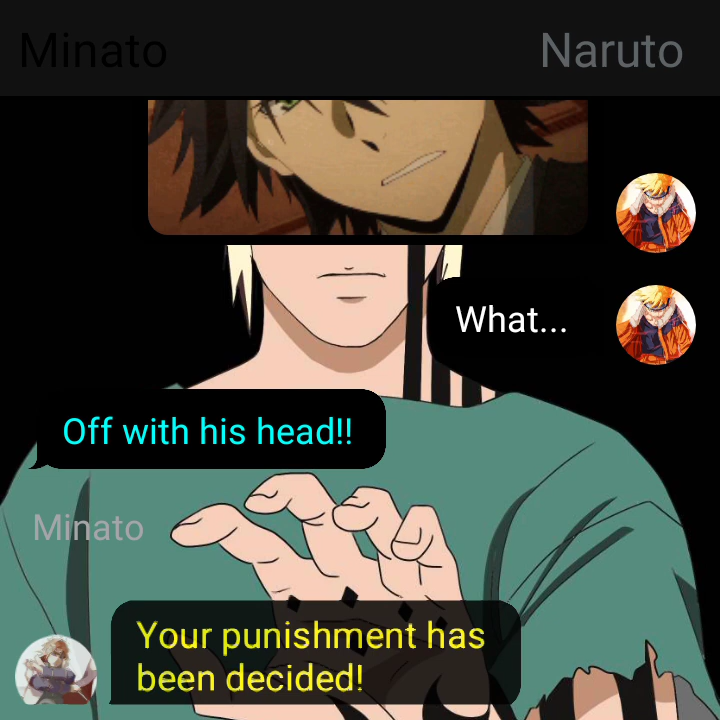 Minato
Naruto
What...
Off with his head!!
Minato
Your punishment has
been decided!